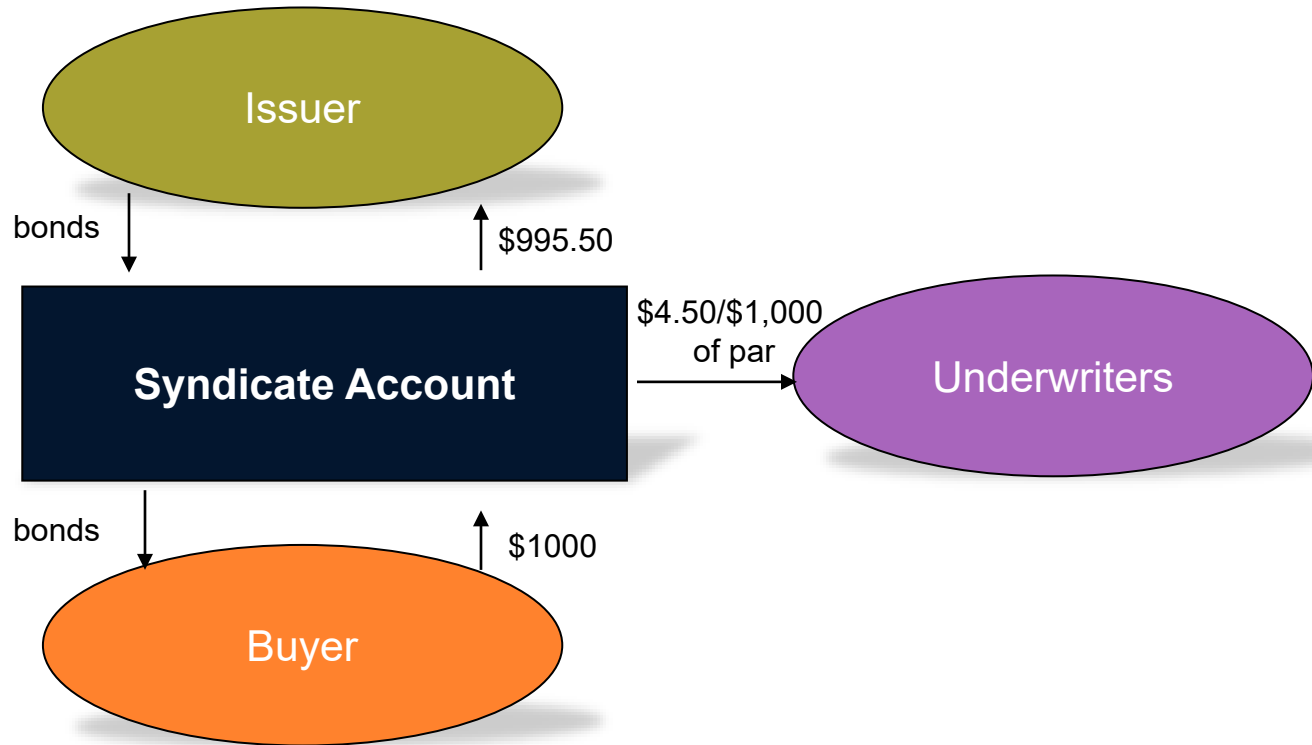 Issuer
bonds
$995.50
$4.50/$1,000
of par
Syndicate Account
Underwriters
bonds
$1000
Buyer